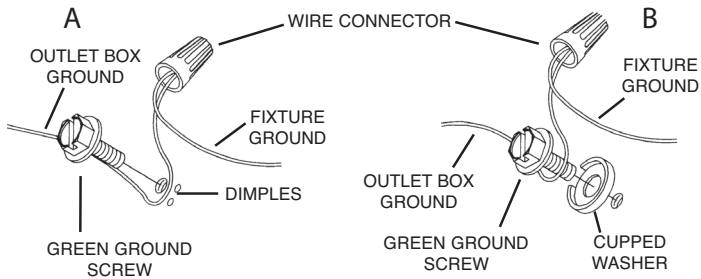 A
WIRE CONNECTOR
B
OUTLET BOX
GROUND
FIXTURE
GROUND
DIMPLES
GREEN GROUND
SCREW
FIXTURE
GROUND
OUTLET BOX
GROUND
GREEN GROUND
SCREW
CUPPED
WASHER